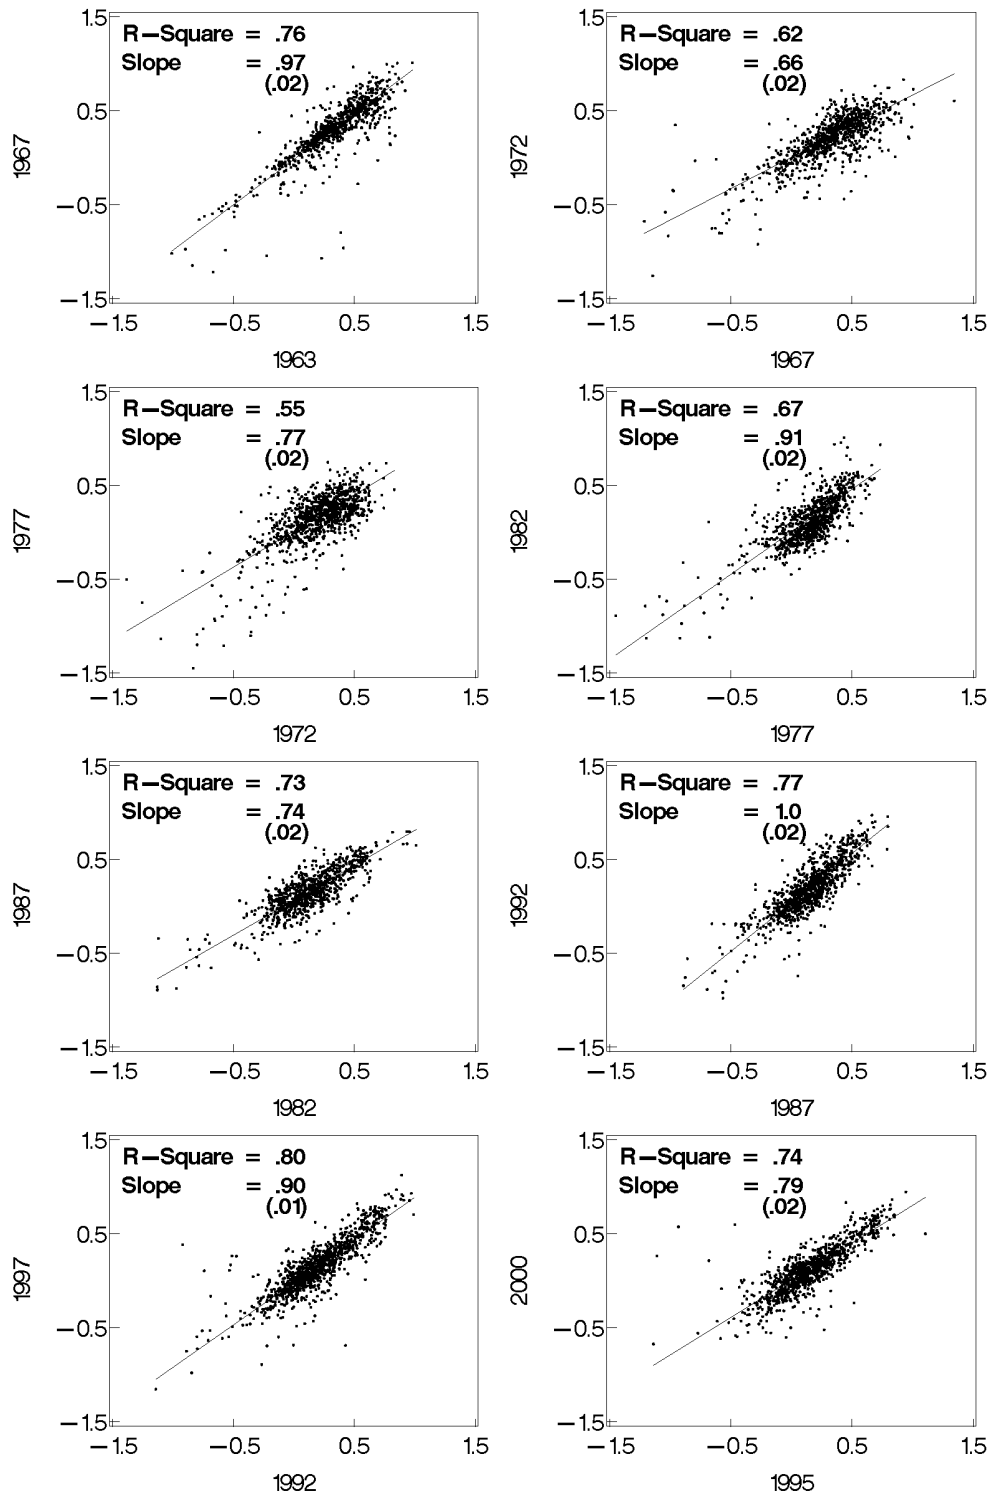 1.5
R-Square = .76
Slope = .97
(.02)
0.5
1967
-0.5
-1.5
-1.5 -0.5 0.5 1.5
1963
1.5
R-Square = .62
Slope = .66
(.02)
0.5
1972
-0.5
-1.5
-1.5 -0.5 0.5 1.5
1967
1.5
R-Square = .55
Slope = .77
(.02)
0.5
1977
-0.5
-1.5
-1.5 -0.5 0.5 1.5
1972
1.5
R-Square = .67
Slope = .91
(.02)
0.5
1982
-0.5
-1.5
-1.5 -0.5 0.5 1.5
1977
1.5
R-Square = .73
Slope = .74
(.02)
0.5
1987
-0.5
-1.5
-1.5 -0.5 0.5 1.5
1982
1.5
R-Square = .77
Slope = 1.0
(.02)
0.5
1992
-0.5
-1.5
-1.5 -0.5 0.5 1.5
1987
1.5
R-Square = .80
Slope = .90
(.01)
0.5
1997
-0.5
-1.5
-1.5 -0.5 0.5 1.5
1992
1.5
R-Square = .74
Slope = .79
(.02)
0.5
2000
-0.5
-1.5
-1.5 -0.5 0.5 1.5
1995